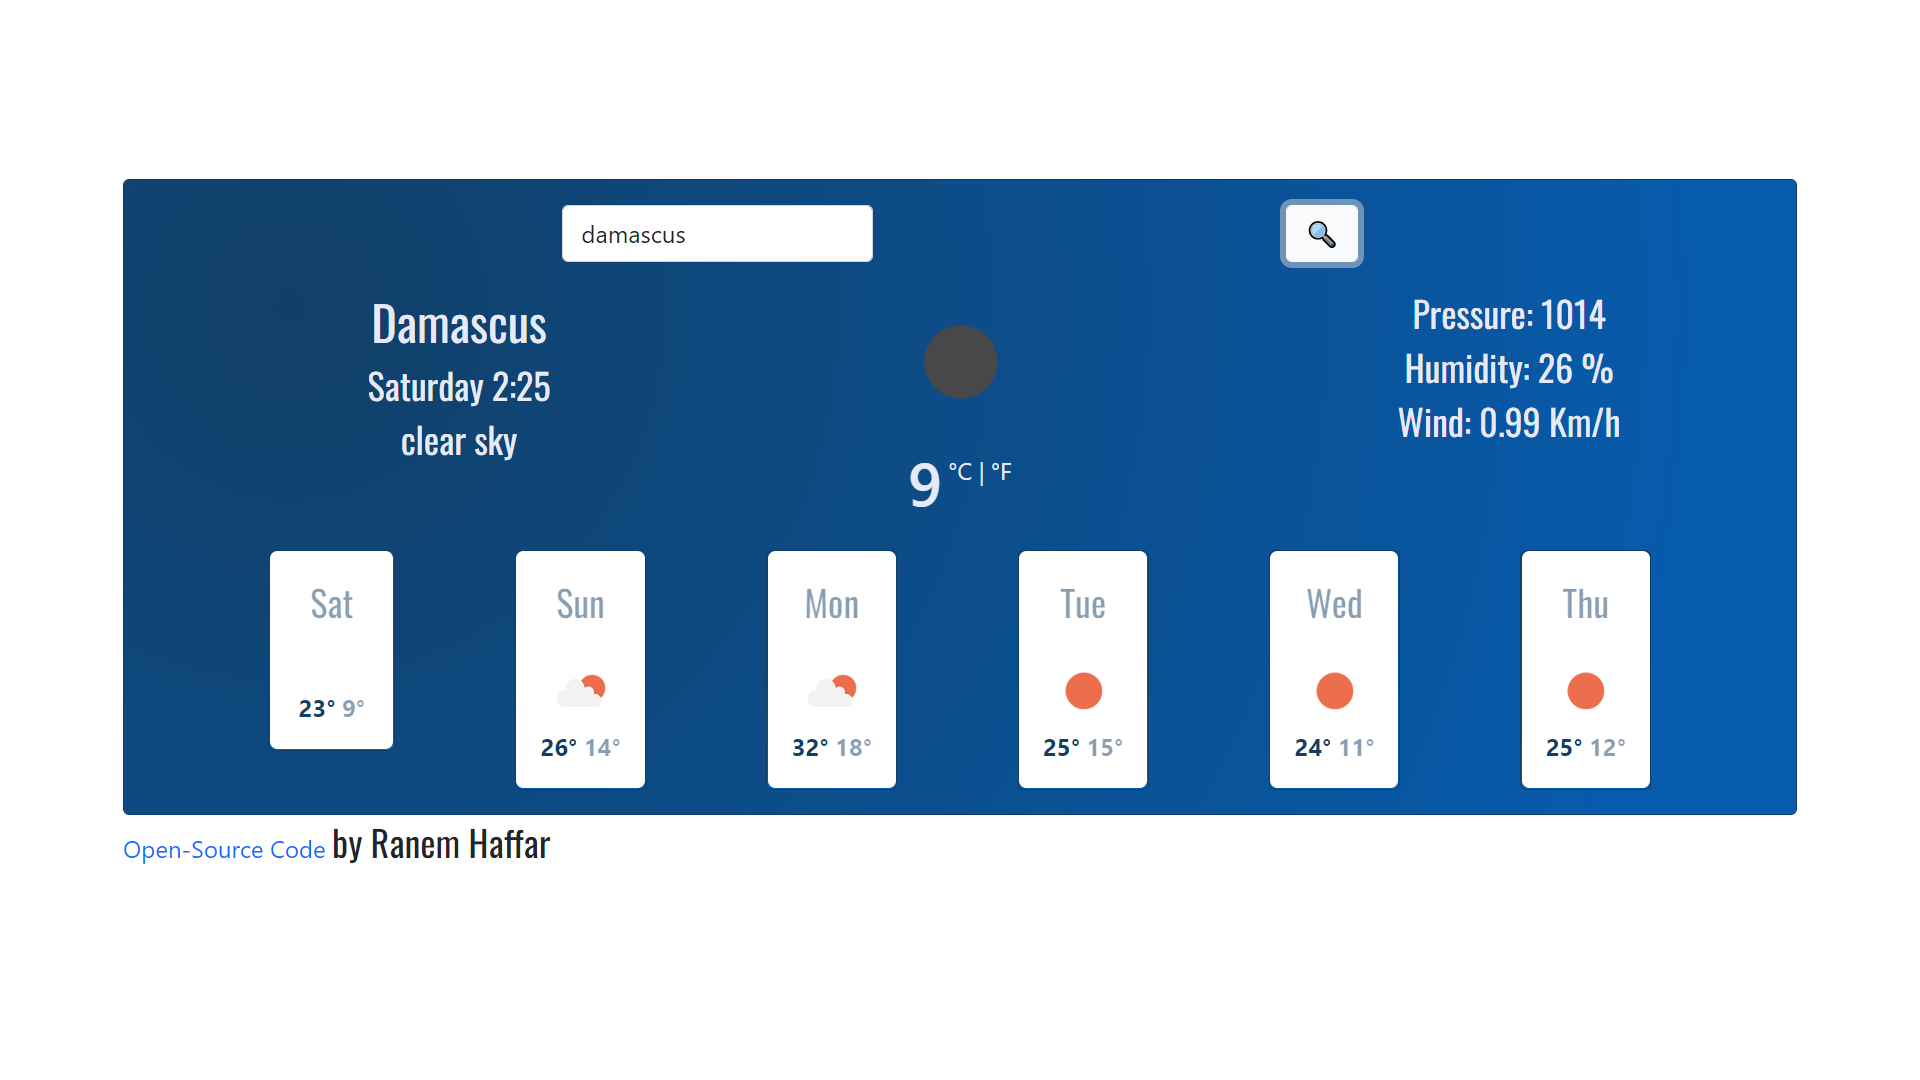 damascus
Damascus
Saturday 2:25
clear sky
9 °C | °F
Pressure: 1014
Humidity: 26 %
Wind: 0.99 Km/h
Sat
23° 9°
Sun
26° 14°
Mon
32° 18°
Tue
25° 15°
Wed
24° 11°
Thu
25° 12°
Open-Source Code by Ranem Haffar